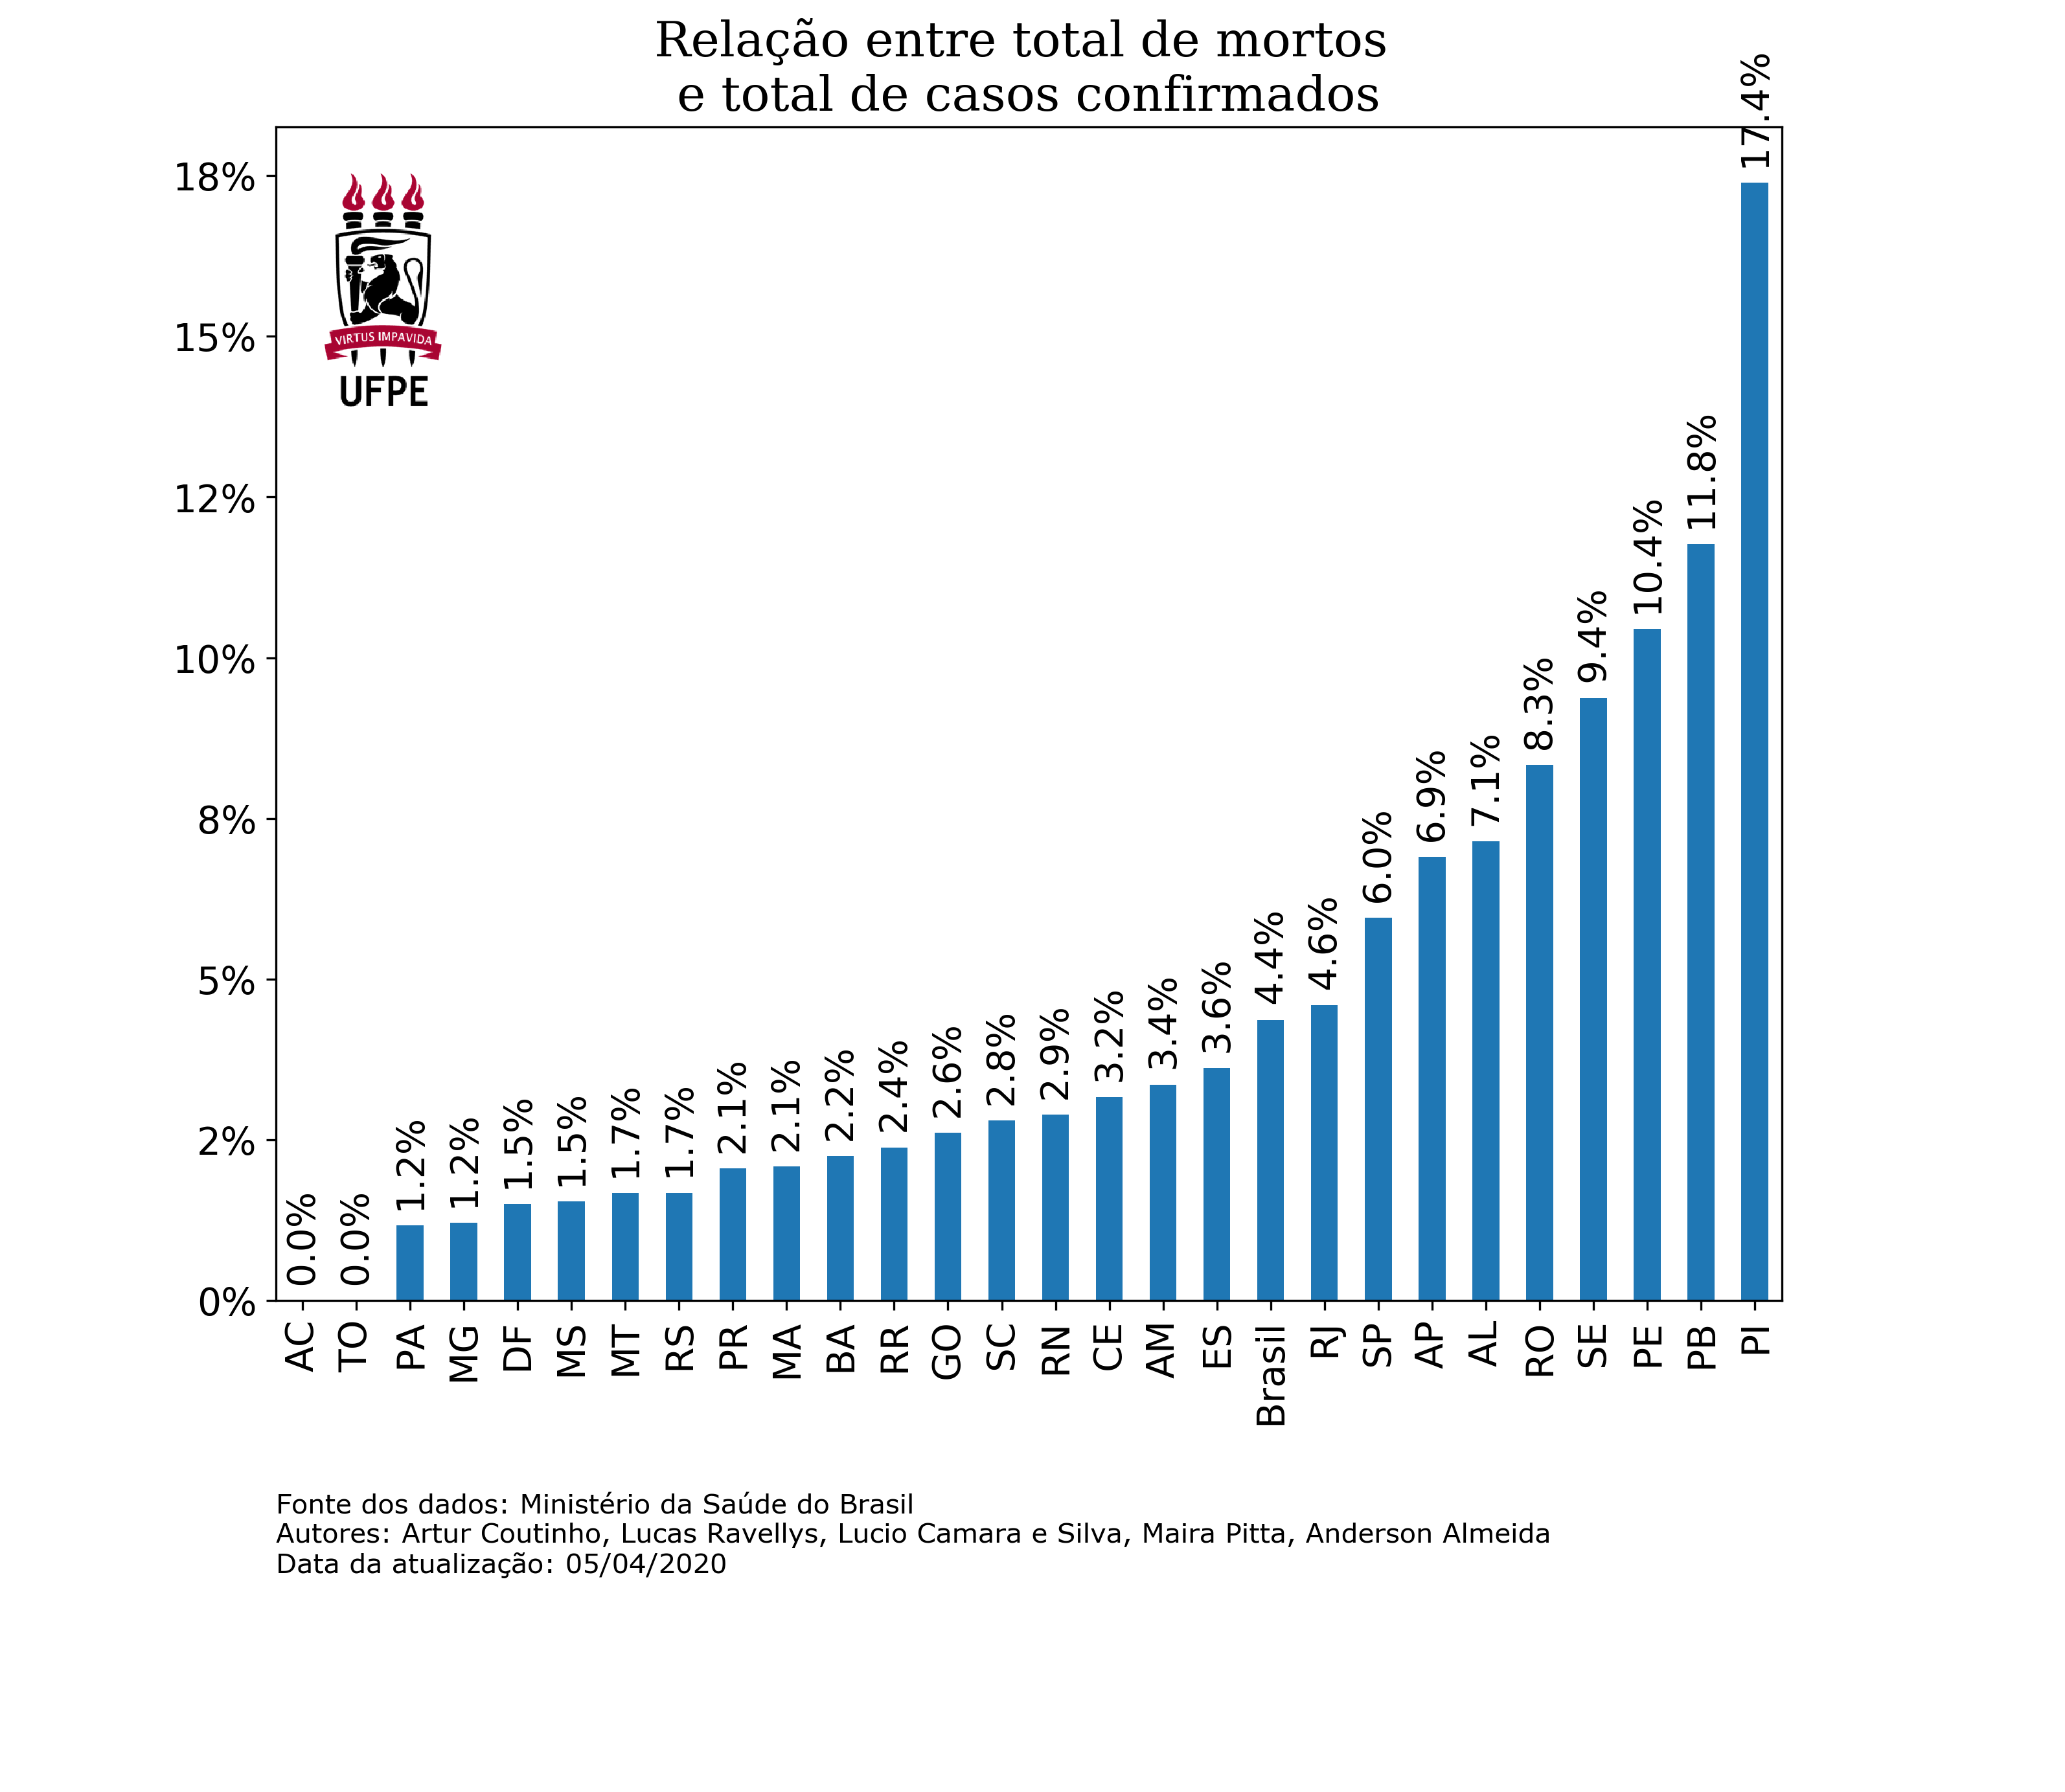 Relação entre total de mortos
e total de casos confirmados
18%
15%
12%
10%
8%
5%
2%
0%
VIRTUS IMPAVIDA
UFPE
0.0%
0.0%
1.2%
1.2%
1.5%
1.5%
1.7%
1.7%
2.1%
2.1%
2.2%
2.4%
2.6%
2.8%
2.9%
3.2%
3.4%
3.6%
4.4%
4.6%
6.0%
6.9%
7.1%
8.3%
9.4%
10.4%
11.8%
17.4%
AC
TO
PA
MG
DF
MS
MT
RS
PR
MA
BA
RR
GO
SC
RN
CE
AM
ES
Brasil
RJ
SP
AP
AL
RO
SE
PE
PB
PI
Fonte dos dados: Ministério da Saúde do Brasil
Autores: Artur Coutinho, Lucas Ravellys, Lucio Camara e Silva, Maira Pitta, Anderson Almeida
Data da atualização: 05/04/2020